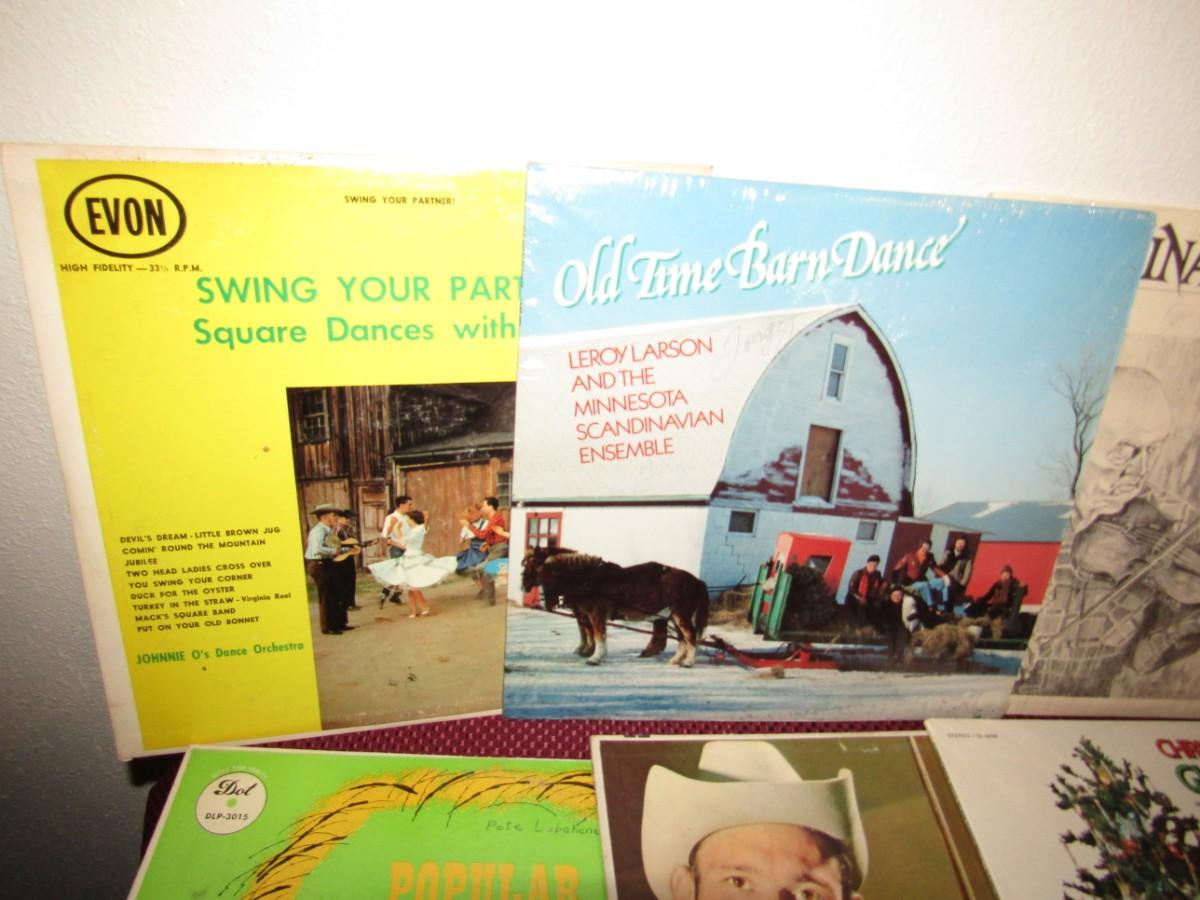 EVON
HIGH FIDELITY — 33⅓ R.P.M.
SWING YOUR PARTNER!
SWING YOUR PART
Square Dances with
DEVIL'S DREAM - LITTLE BROWN JUG
COMIN' ROUND THE MOUNTAIN
JUBILEE
TWO HEAD LADIES CROSS OVER
YOU SWING YOUR CORNER
DUCK FOR THE OYSTER
TURKEY IN THE STRAW - Virginia Reel
MACK'S SQUARE BAND
PUT ON YOUR OLD BONNET
JOHNNIE O's Dance Orchestra
Old Time Barn Dance
LEROY LARSON
AND THE
MINNESOTA
SCANDINAVIAN
ENSEMBLE
INA
Dot
DLP-3015
Pete
POPULAR
CHR